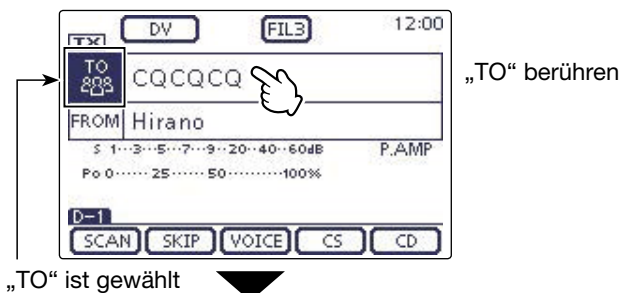 DV FIL3 12:00
TX
TO CQCQCQ „TO“ berühren
FROM Hirano
S 1··3··5··7··9··20··40··60dB P.AMP
Po 0······25······50··········100%
D-1
SCAN SKIP VOICE CS CD
„TO“ ist gewählt